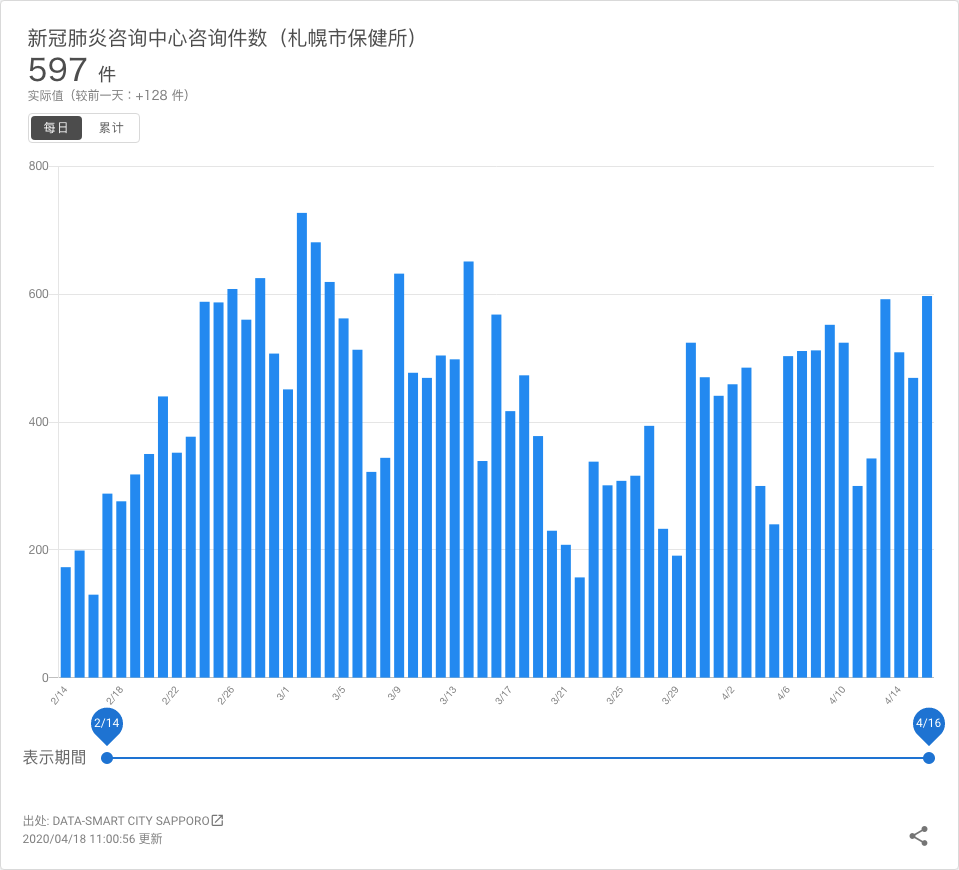 新冠肺炎咨询中心咨询件数（札幌市保健所）
597 件
实际值（较前一天：+128 件）
每日 累计
800
600
400
200
0
2/14 2/18 2/22 2/26 3/1 3/5 3/9 3/13 3/17 3/21 3/25 3/29 4/2 4/6 4/10 4/14
2/14 4/16
表示期間
出处: DATA-SMART CITY SAPPORO
2020/04/18 11:00:56 更新